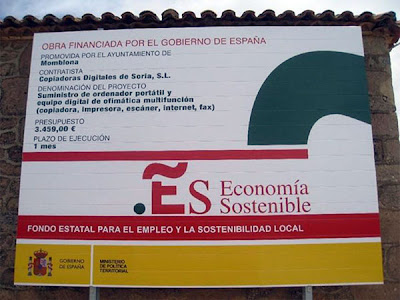 OBRA FINANCIADA POR EL GOBIERNO DE ESPAÑA
PROMOVIDA POR EL AYUNTAMIENTO DE
Momblona
CONTRATISTA
Copiadoras Digitales de Soria, S.L.
DENOMINACIÓN DEL PROYECTO
Suministro de ordenador portátil y
equipo digital de ofimática multifunción
(copiadora, impresora, escáner, internet, fax)
PRESUPUESTO
3.459,00 €
PLAZO DE EJECUCIÓN
1 mes
.ES Economía
Sostenible
FONDO ESTATAL PARA EL EMPLEO Y LA SOSTENIBILIDAD LOCAL
GOBIERNO
DE ESPAÑA
MINISTERIO
DE POLÍTICA
TERRITORIAL